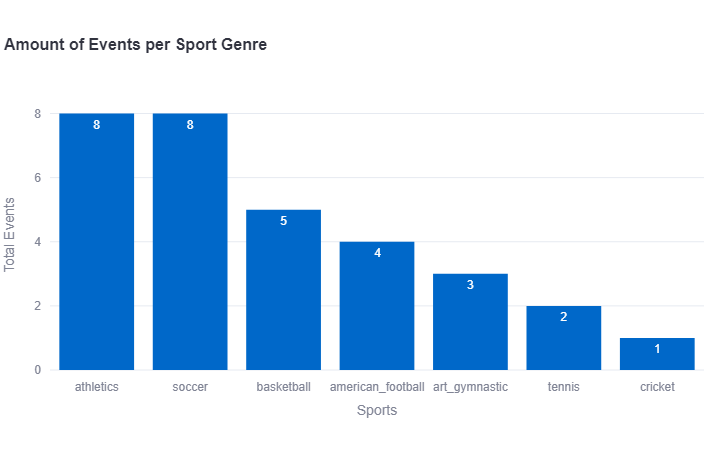 Amount of Events per Sport Genre
Total Events
8
6
4
2
0
8
8
5
4
3
2
1
athletics
soccer
basketball
american_football
art_gymnastic
tennis
cricket
Sports